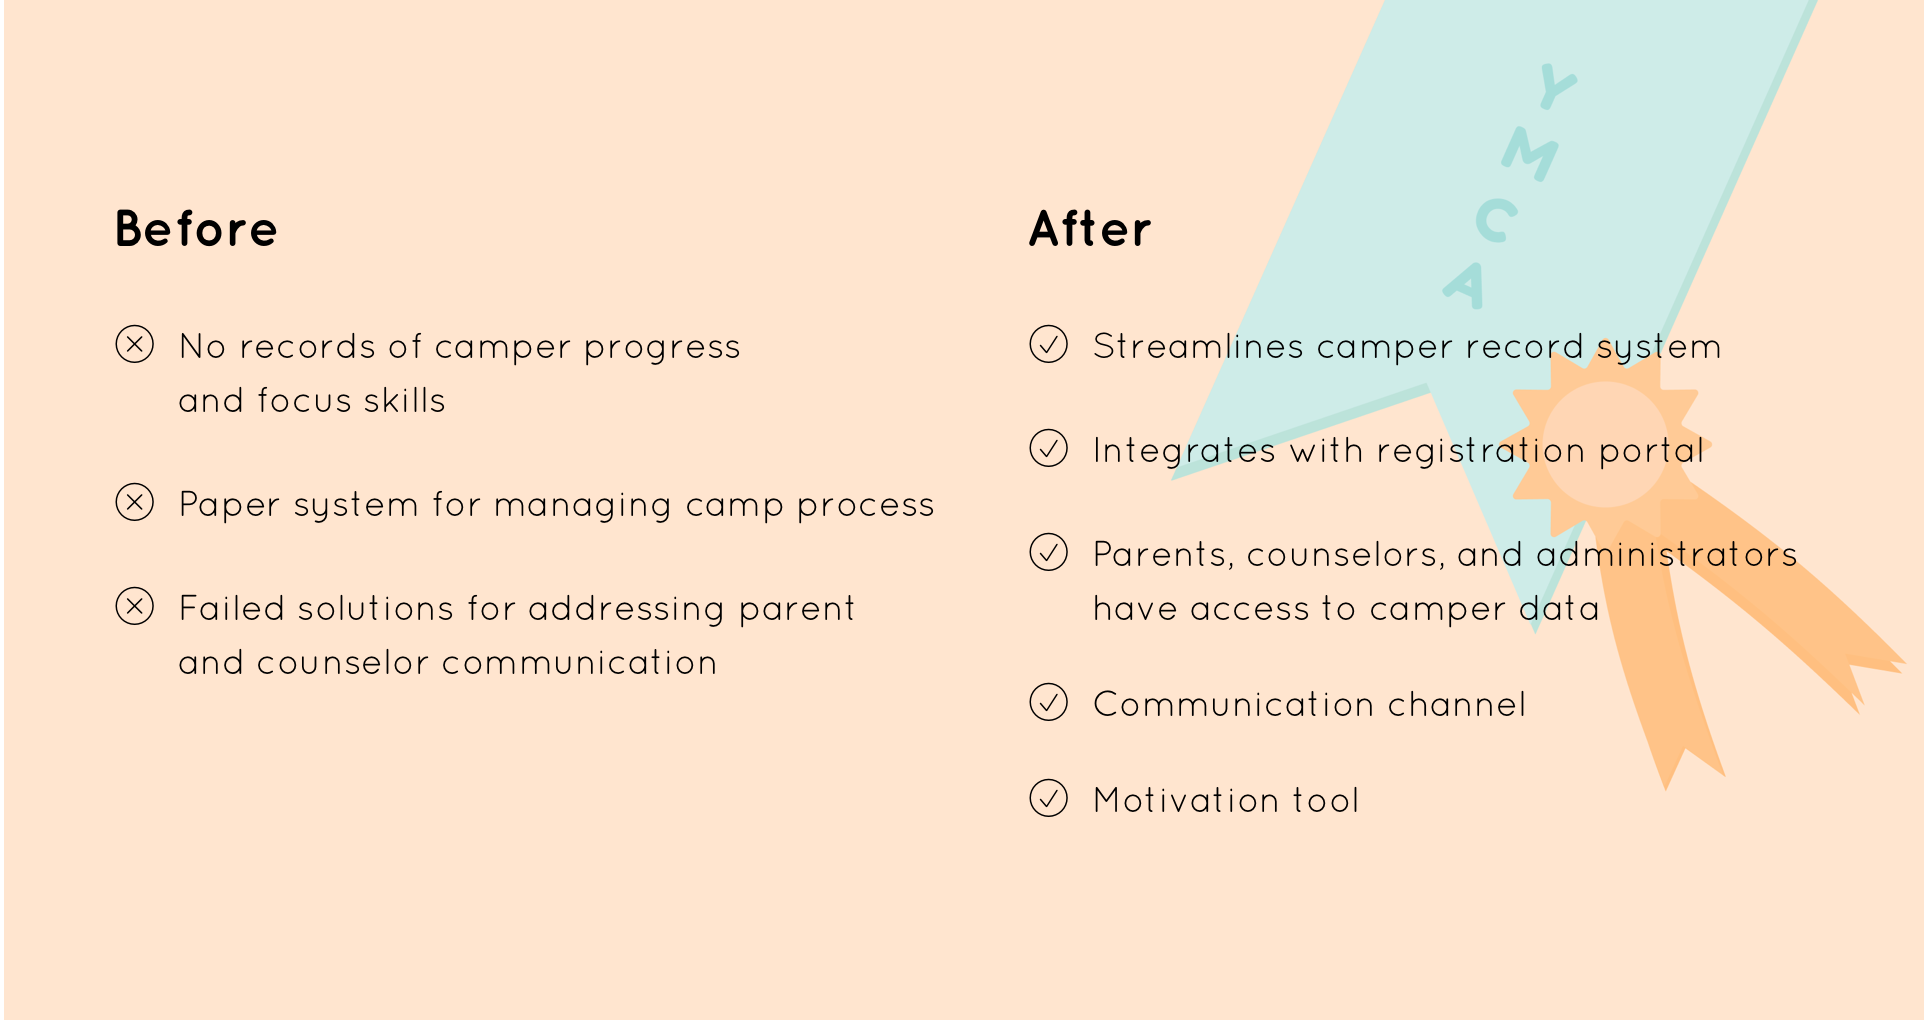 Y
M
C
A
Before
No records of camper progress
and focus skills
Paper system for managing camp process
Failed solutions for addressing parent
and counselor communication
After
Streamlines camper record system
Integrates with registration portal
Parents, counselors, and administrators
have access to camper data
Communication channel
Motivation tool